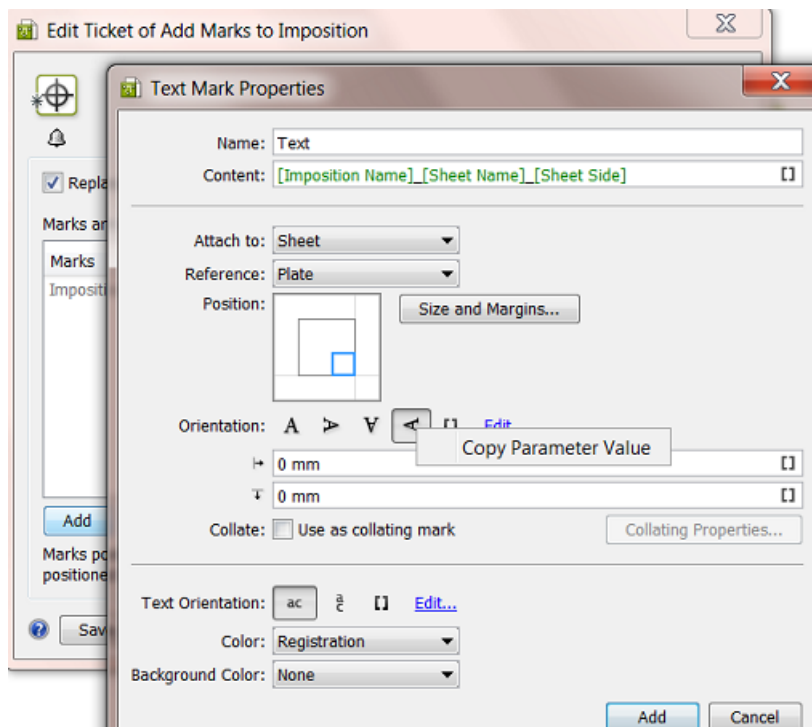 Edit Ticket of Add Marks to Imposition
Text Mark Properties
Name: Text
Content: [Imposition Name]_[Sheet Name]_[Sheet Side] []
Repla
Marks an
Attach to: Sheet
Marks
Reference: Plate
Impositi
Position: Size and Margins...
Orientation: A A A A [] Edit
Copy Parameter Value
0 mm []
0 mm []
Add
Collate: Use as collating mark Collating Properties...
Marks po
positione
Text Orientation: ac ac [] Edit...
Sav
Color: Registration
Background Color: None
Add Cancel